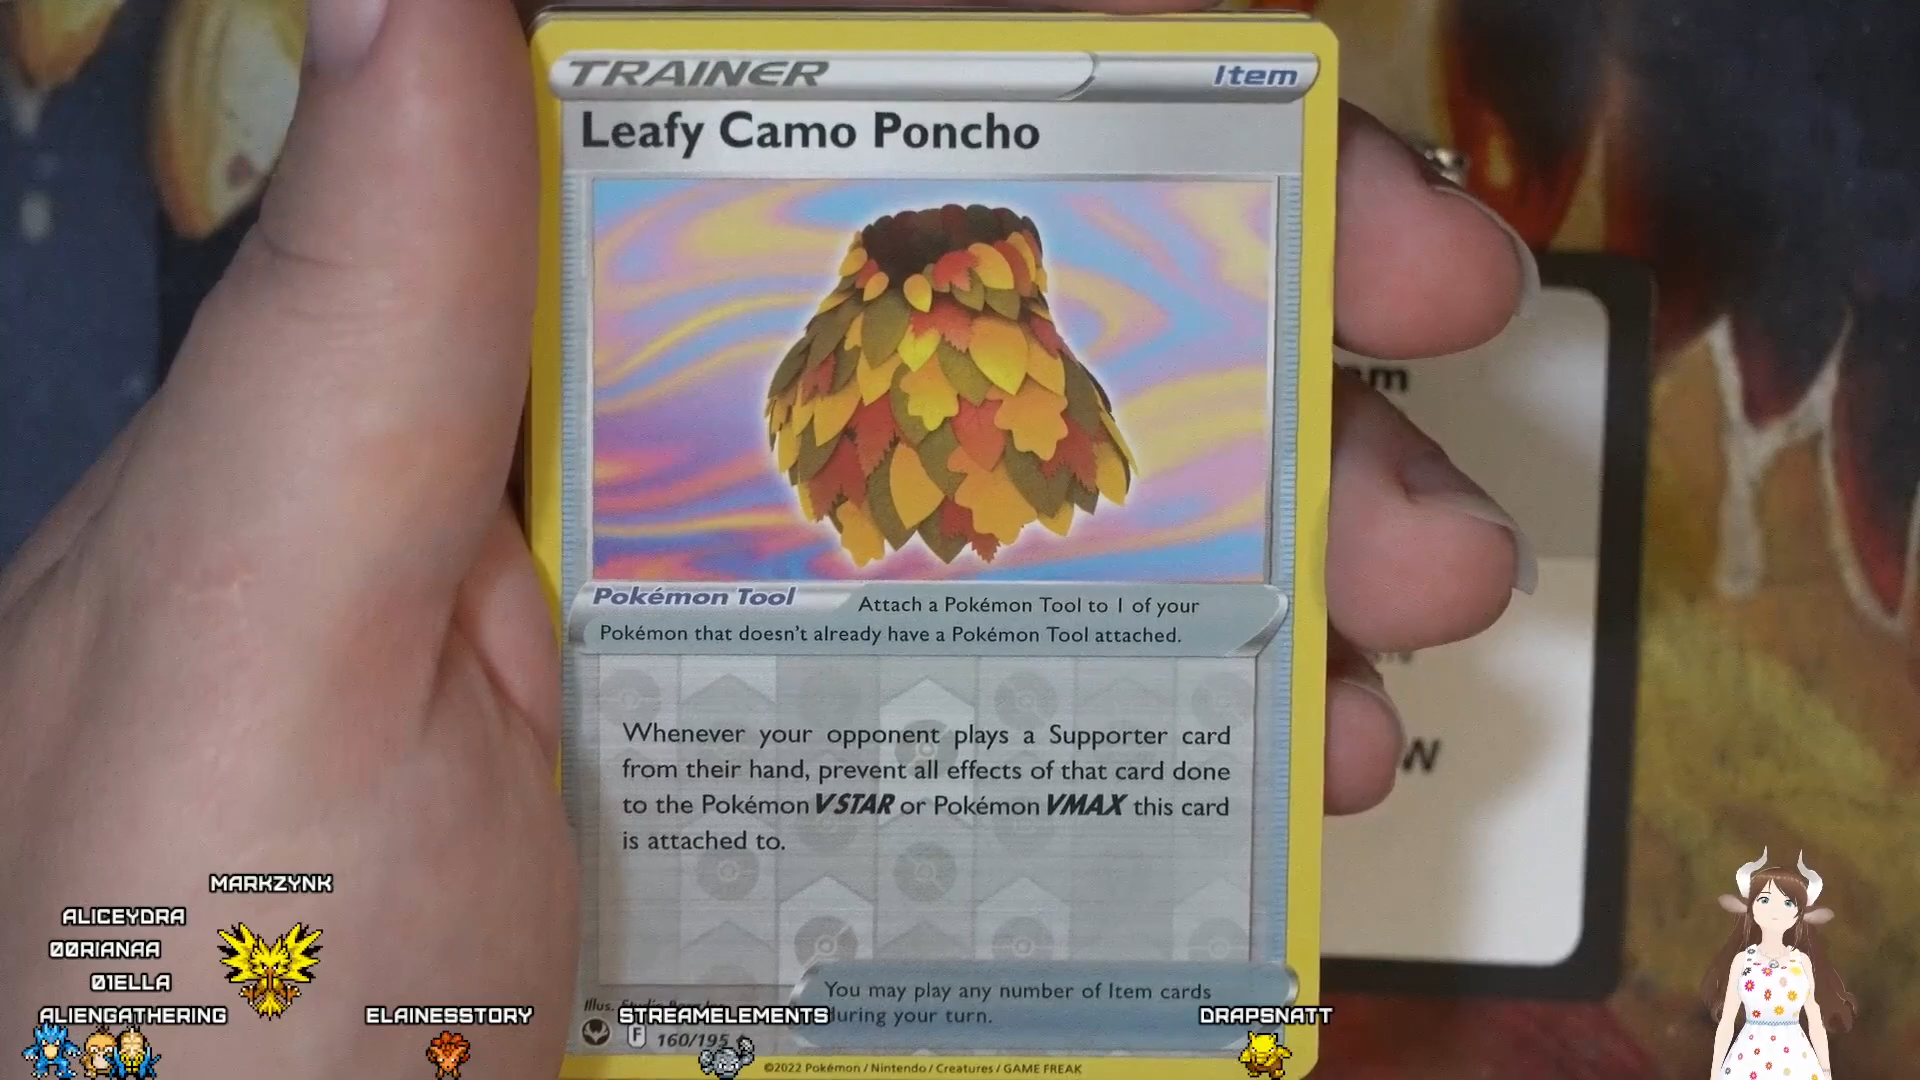 TRAINER
Item
Leafy Camo Poncho
Pokémon Tool
Attach a Pokémon Tool to 1 of your
Pokémon that doesn't already have a Pokémon Tool attached.
Whenever your opponent plays a Supporter card
from their hand, prevent all effects of that card done
to the Pokémon VSTAR or Pokémon VMAX this card
is attached to.
You may play any number of Item cards
during your turn.
Illus.
F 160/195
©2022 Pokémon / Nintendo / Creatures / GAME FREAK
MARKZYNK
ALICEYDRA
00RIANAA
01ELLA
ALIENGATHERING
ELAINESSTORY
STREAMELEMENTS
DRAPSNATT